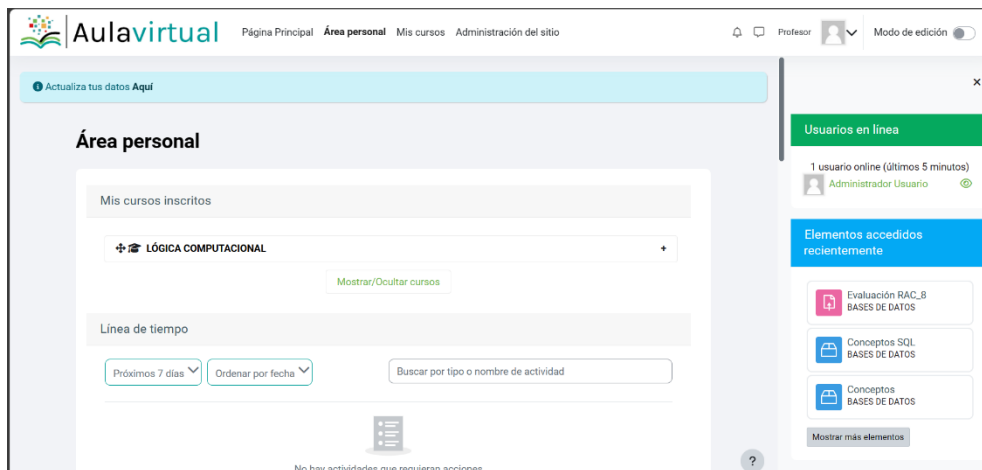 Aulavirtual
Página Principal Área personal Mis cursos Administración del sitio
Profesor
Modo de edición
Actualiza tus datos Aquí
Área personal
Mis cursos inscritos
LÓGICA COMPUTACIONAL
+
Mostrar/Ocultar cursos
Línea de tiempo
Próximos 7 días
Ordenar por fecha
Buscar por tipo o nombre de actividad
No hay actividades que requieran acciones
×
Usuarios en línea
1 usuario online (últimos 5 minutos)
Administrador Usuario
Elementos accedidos
recientemente
Evaluación RAC_8
BASES DE DATOS
Conceptos SQL
BASES DE DATOS
Conceptos
BASES DE DATOS
Mostrar más elementos
?